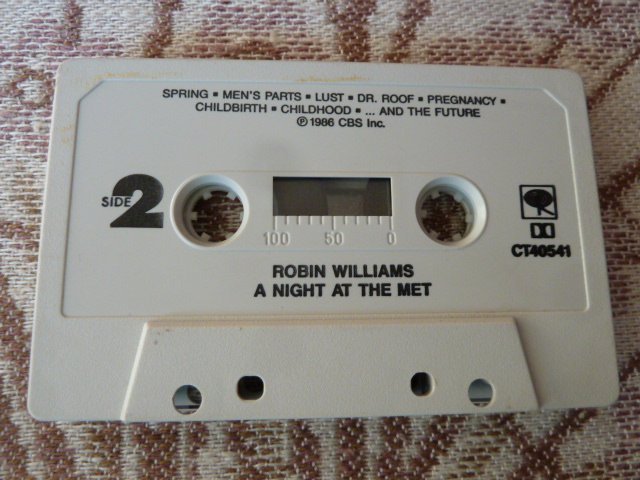 SPRING ▪ MEN'S PARTS ▪ LUST ▪ DR. ROOF ▪ PREGNANCY ▪
CHILDBIRTH ▪ CHILDHOOD ▪ ... AND THE FUTURE
℗ 1986 CBS Inc.
SIDE 2
100 50 0
CT40541
ROBIN WILLIAMS
A NIGHT AT THE MET